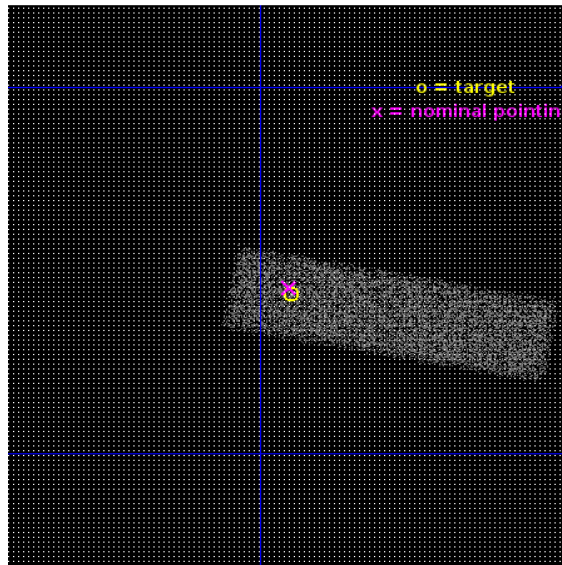 o = target
x = nominal pointin